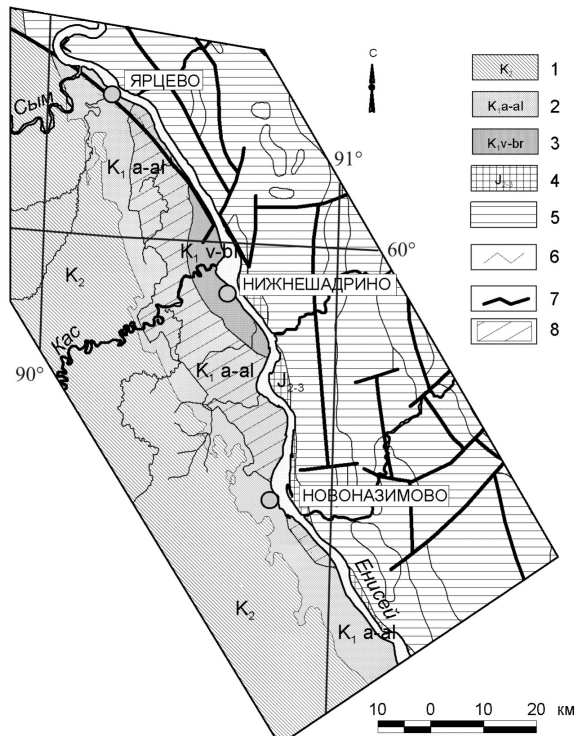 С
ЯРЦЕВО
Сым
K₁ a-al
91°
K₁ v-br
60°
K₂
НИЖНЕШАДРИНО
Кас
90°
K₁ a-al
J₂₋₃
НОВОНАЗИМОВО
K₂
Енисей
K₁ a-al
K₂ 1
K₁a-al 2
K₁v-br 3
J₂₋₃ 4
5
6
7
8
10 0 10 20 км